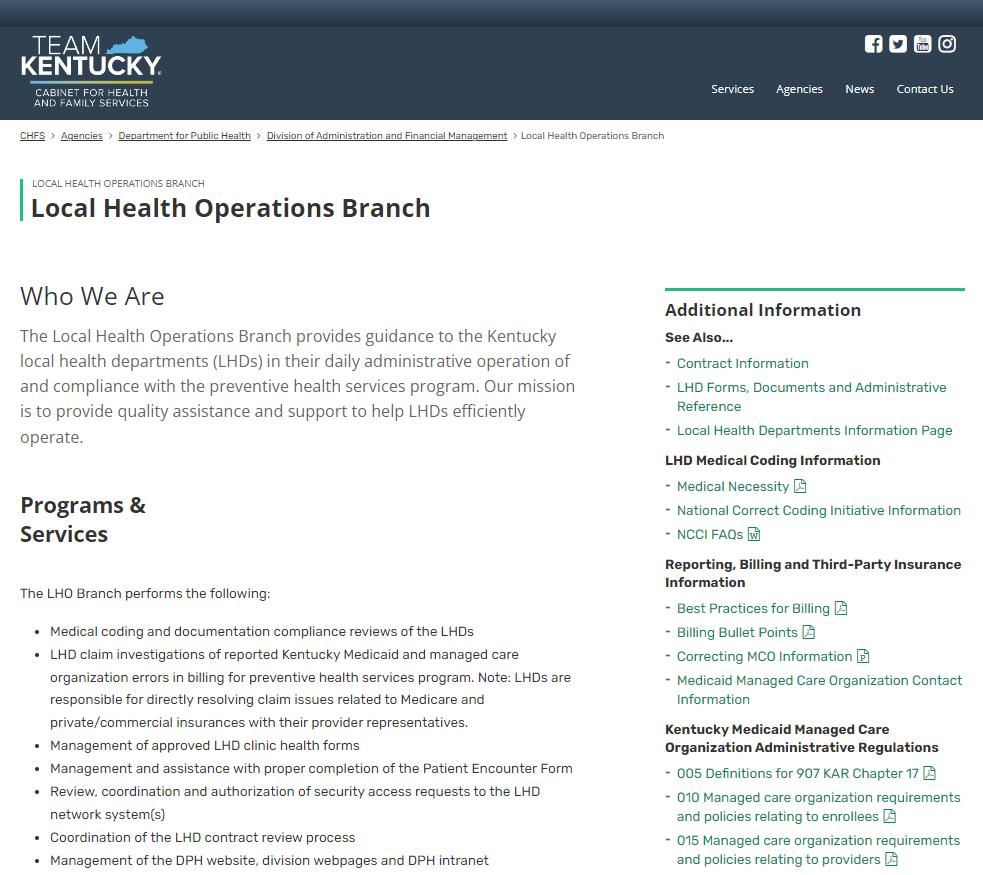 TEAM
KENTUCKY®
CABINET FOR HEALTH
AND FAMILY SERVICES
Services Agencies News Contact Us
CHFS > Agencies > Department for Public Health > Division of Administration and Financial Management > Local Health Operations Branch
LOCAL HEALTH OPERATIONS BRANCH
Local Health Operations Branch
Who We Are
The Local Health Operations Branch provides guidance to the Kentucky
local health departments (LHDs) in their daily administrative operation of
and compliance with the preventive health services program. Our mission
is to provide quality assistance and support to help LHDs efficiently
operate.
Programs &
Services
The LHO Branch performs the following:
• Medical coding and documentation compliance reviews of the LHDs
• LHD claim investigations of reported Kentucky Medicaid and managed care
organization errors in billing for preventive health services program. Note: LHDs are
responsible for directly resolving claim issues related to Medicare and
private/commercial insurances with their provider representatives.
• Management of approved LHD clinic health forms
• Management and assistance with proper completion of the Patient Encounter Form
• Review, coordination and authorization of security access requests to the LHD
network system(s)
• Coordination of the LHD contract review process
• Management of the DPH website, division webpages and DPH intranet
Additional Information
See Also...
- Contract Information
- LHD Forms, Documents and Administrative
Reference
- Local Health Departments Information Page
LHD Medical Coding Information
- Medical Necessity
- National Correct Coding Initiative Information
- NCCI FAQs
Reporting, Billing and Third-Party Insurance
Information
- Best Practices for Billing
- Billing Bullet Points
- Correcting MCO Information
- Medicaid Managed Care Organization Contact
Information
Kentucky Medicaid Managed Care
Organization Administrative Regulations
- 005 Definitions for 907 KAR Chapter 17
- 010 Managed care organization requirements
and policies relating to enrollees
- 015 Managed care organization requirements
and policies relating to providers